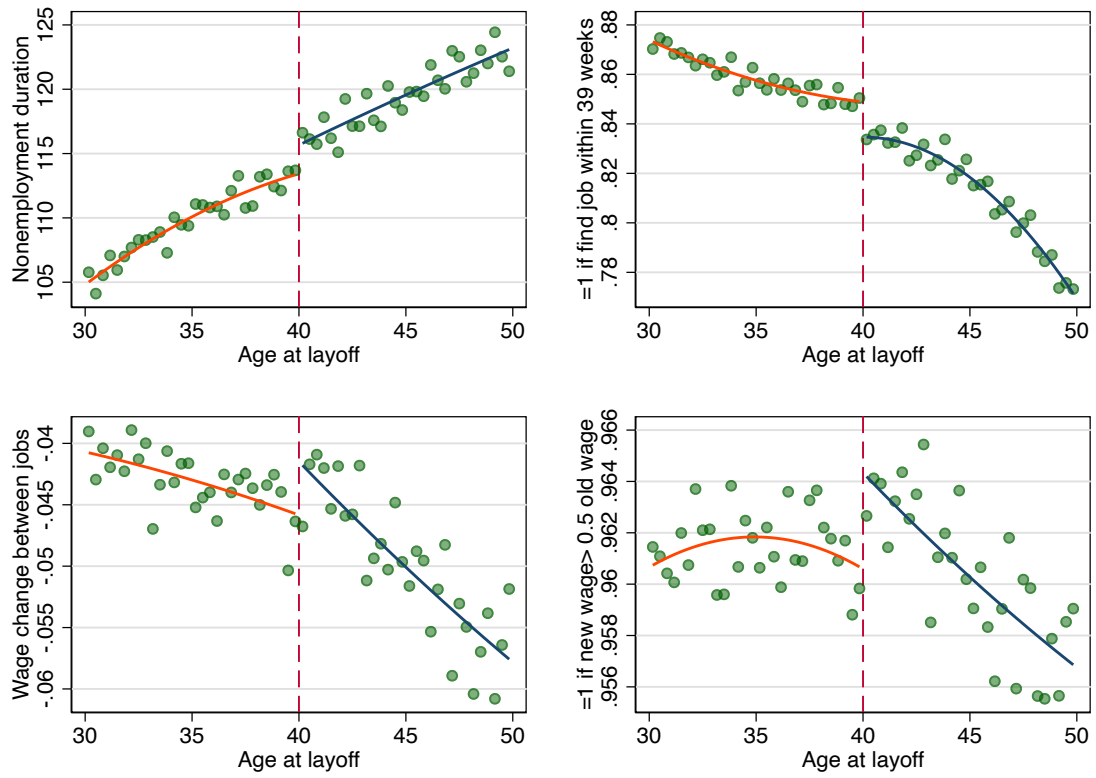 Nonemployment duration
125
120
115
110
105
30 35 40 45 50
Age at layoff
=1 if find job within 39 weeks
.88
.86
.84
.82
.8
.78
30 35 40 45 50
Age at layoff
Wage change between jobs
-.04
-.045
-.05
-.055
-.06
30 35 40 45 50
Age at layoff
=1 if new wage> 0.5 old wage
.966
.964
.962
.96
.958
.956
30 35 40 45 50
Age at layoff